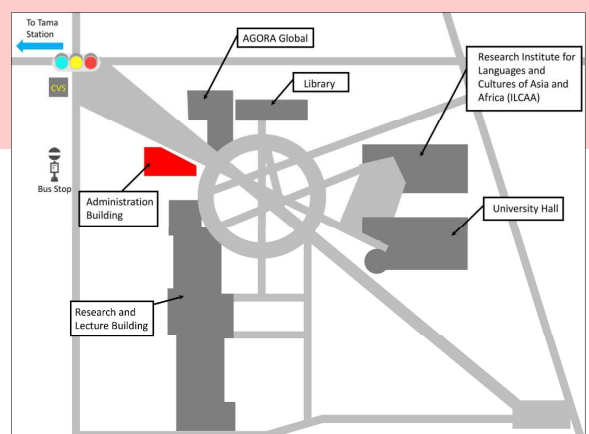 To Tama
Station
AGORA Global
Research Institute for
Languages and
Cultures of Asia and
Africa (ILCAA)
Library
CVS
Bus Stop
Administration
Building
University Hall
Research and
Lecture Building